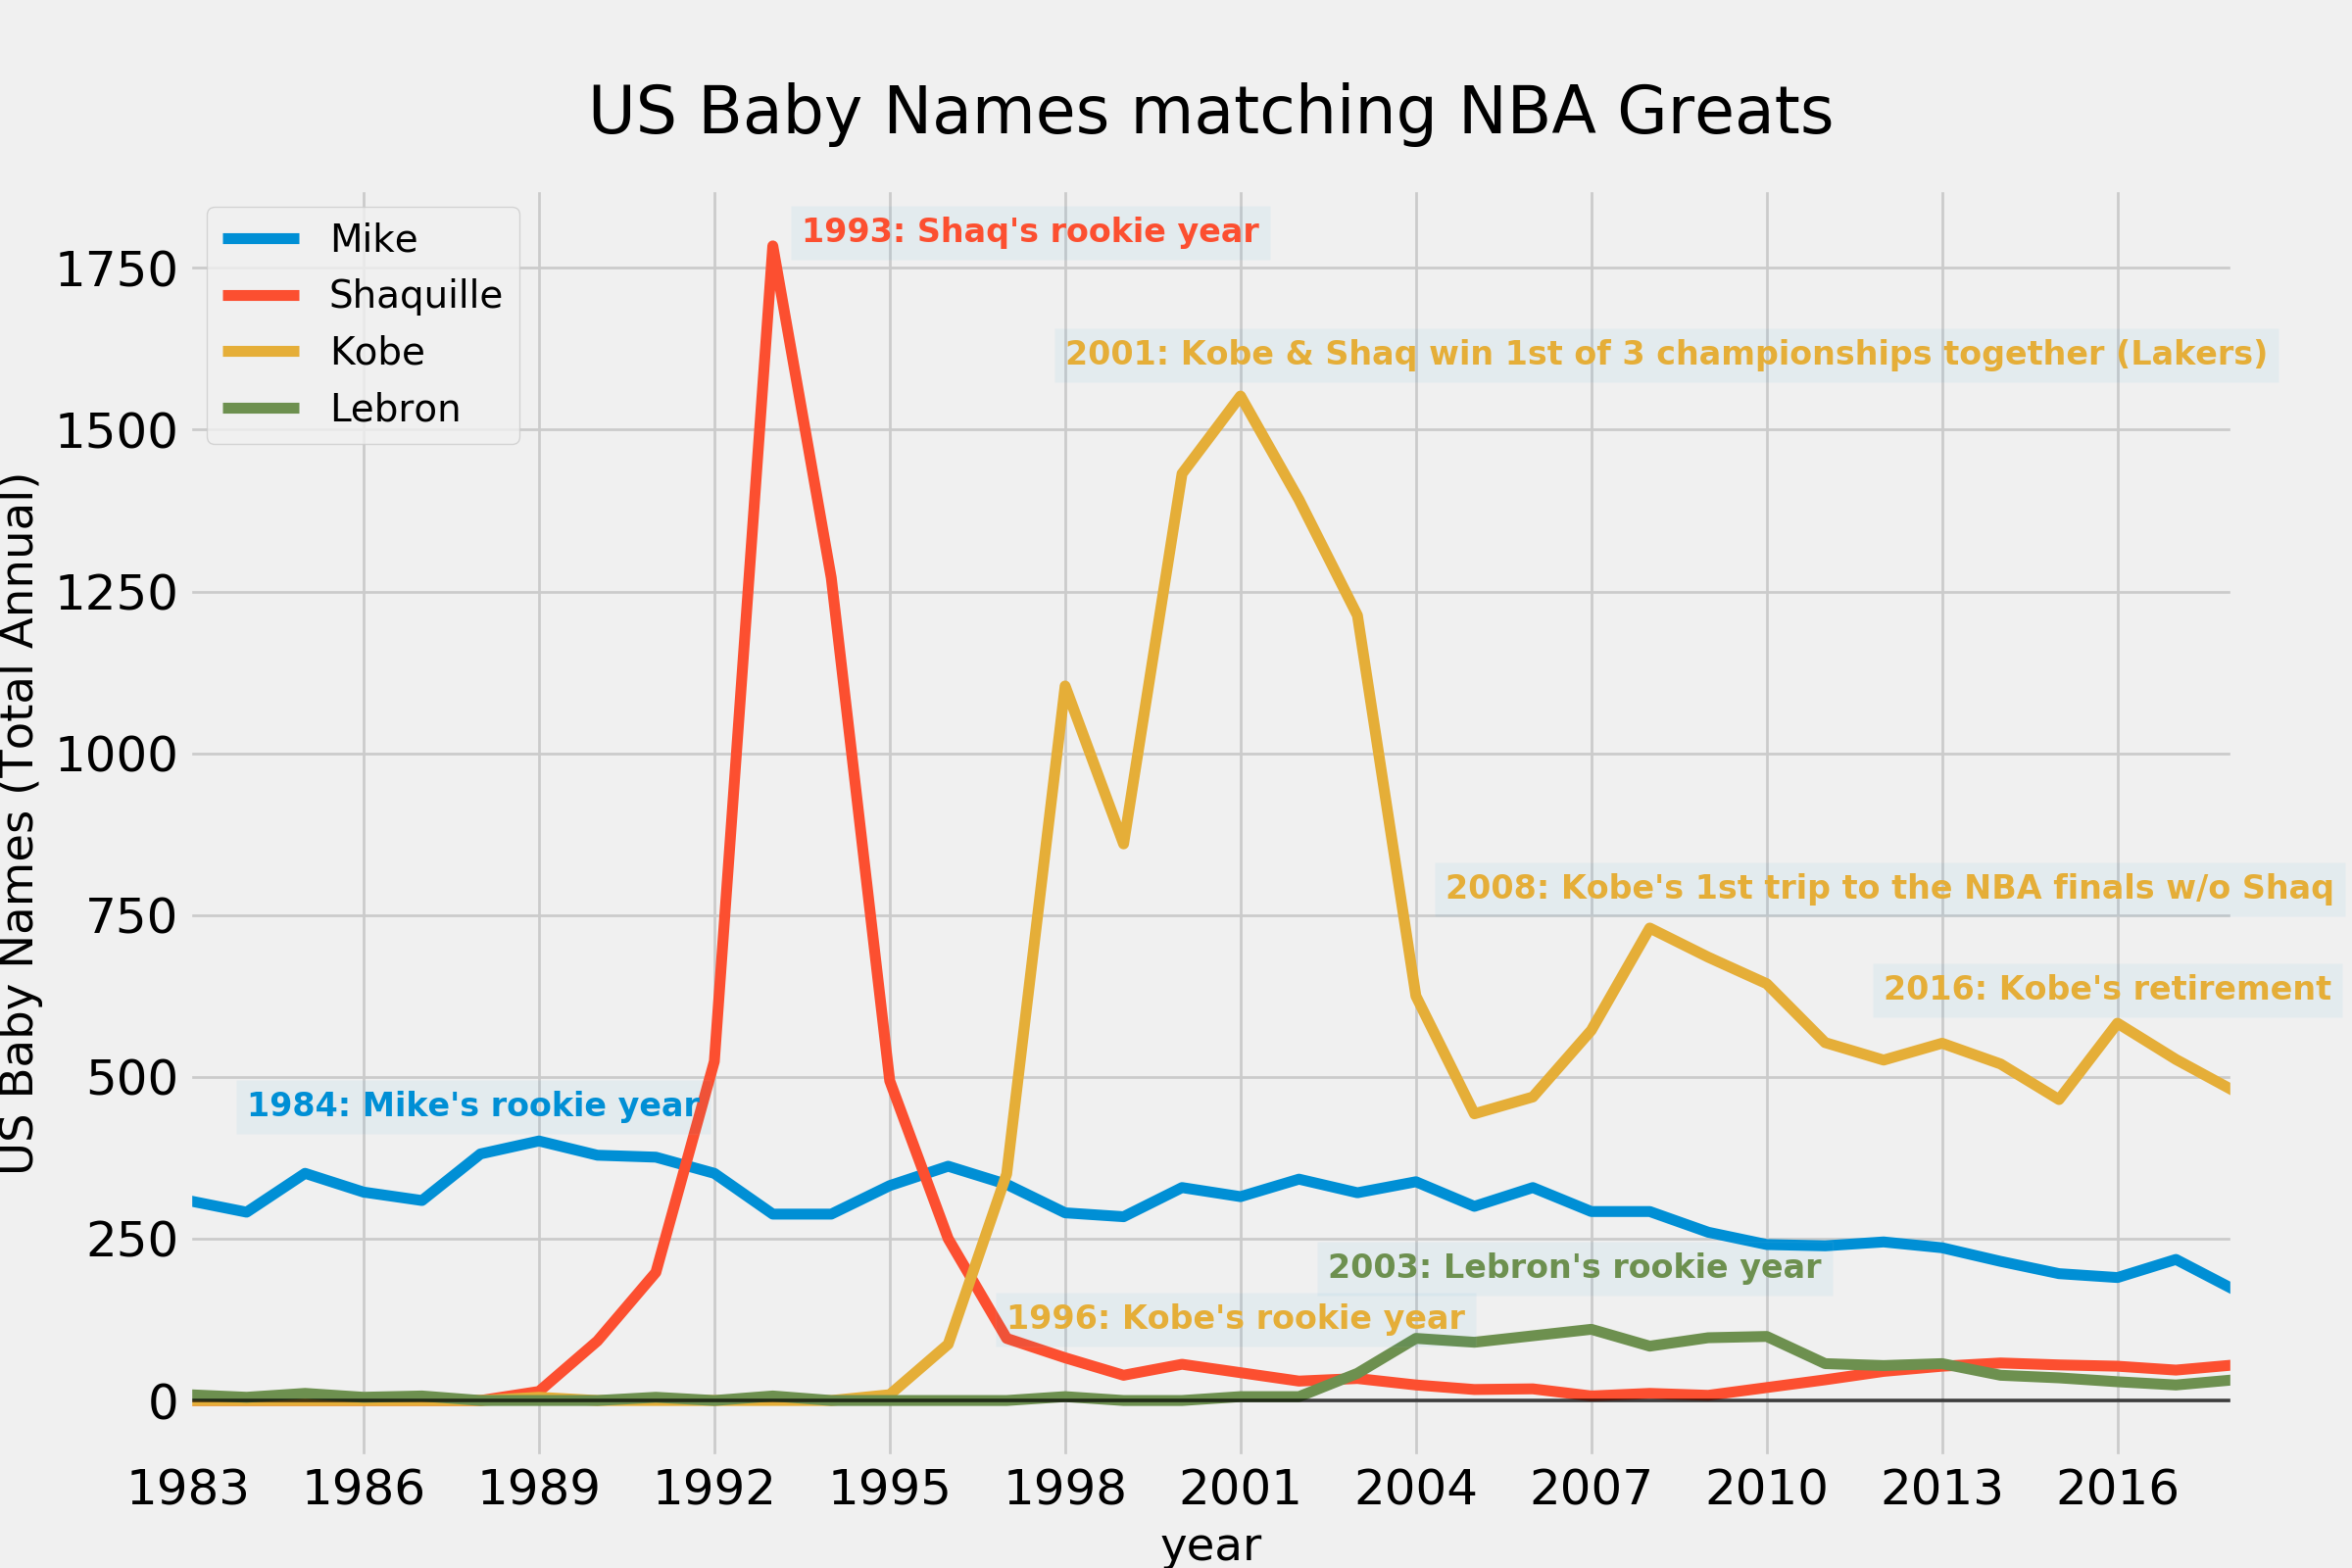 US Baby Names matching NBA Greats
Mike
Shaquille
Kobe
Lebron
1993: Shaq's rookie year
2001: Kobe & Shaq win 1st of 3 championships together (Lakers)
2008: Kobe's 1st trip to the NBA finals w/o Shaq
2016: Kobe's retirement
1984: Mike's rookie year
2003: Lebron's rookie year
1996: Kobe's rookie year
US Baby Names (Total Annual)
1750
1500
1250
1000
750
500
250
0
1983 1986 1989 1992 1995 1998 2001 2004 2007 2010 2013 2016
year